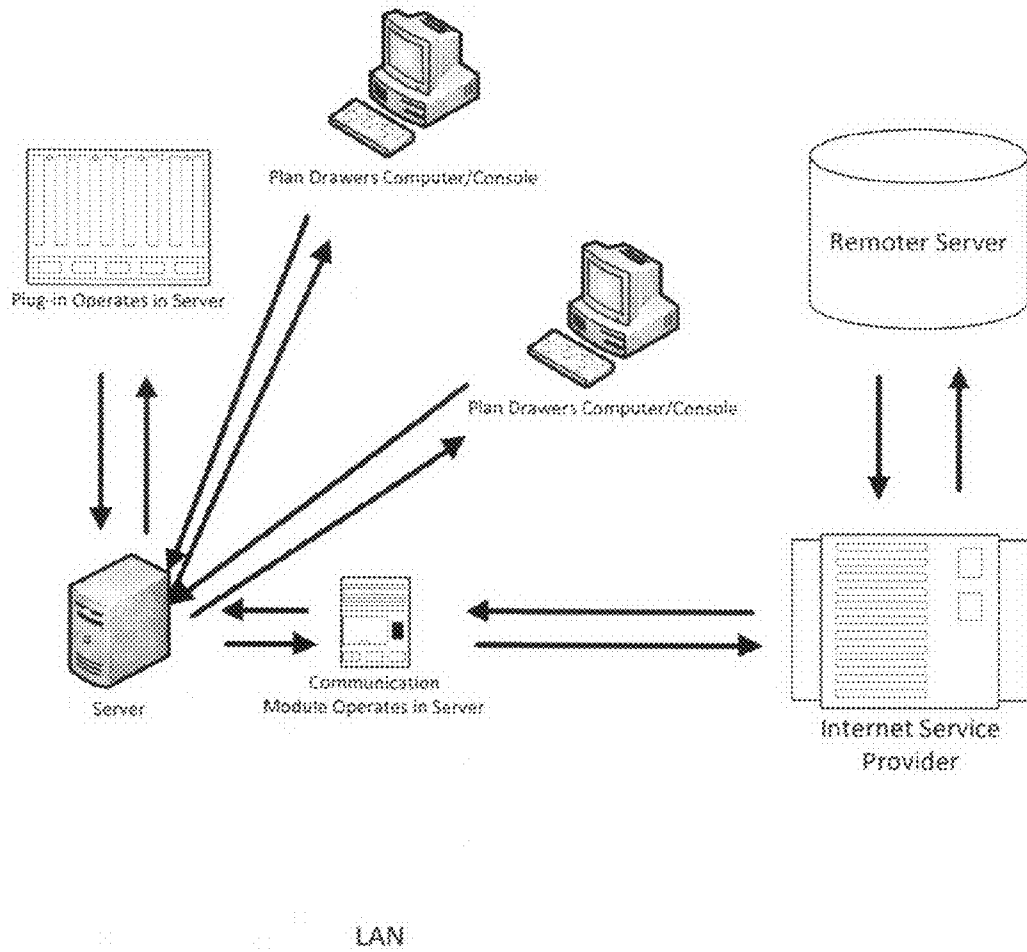 Plan Drawers Computer/Console
Remoter Server
Plug-in Operates in Server
Plan Drawers Computer/Console
Server
Communication
Module Operates in Server
Internet Service
Provider
LAN